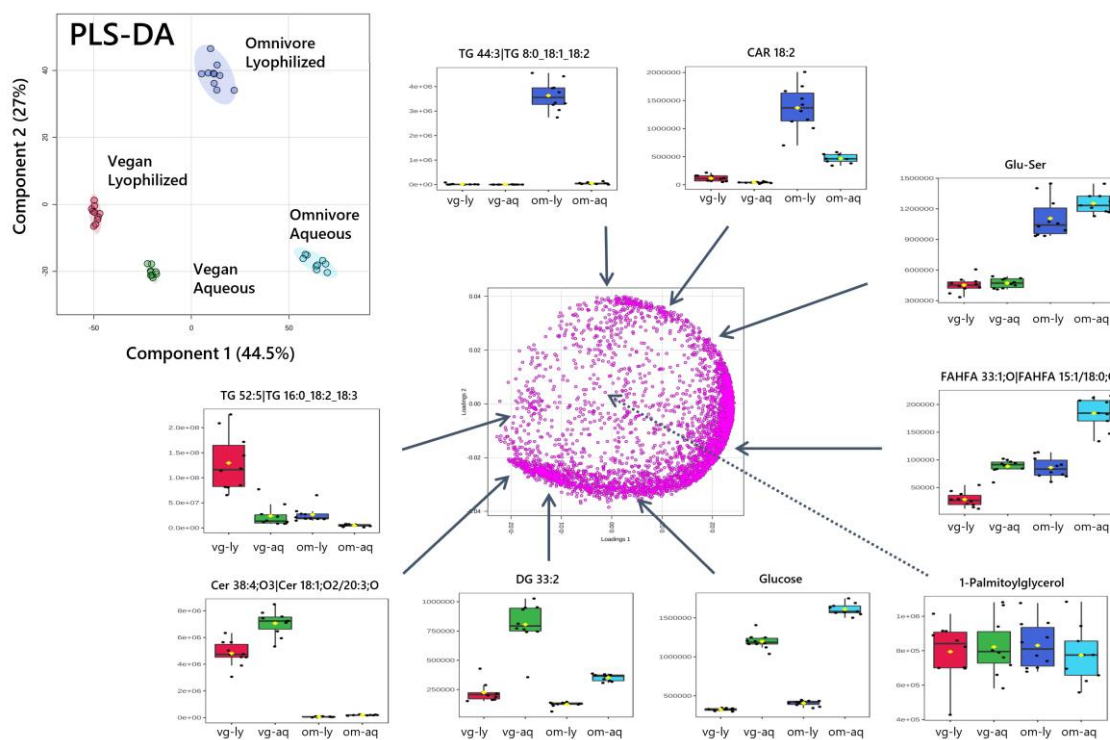 PLS-DA
Omnivore
Lyophilized
Vegan
Lyophilized
Omnivore
Aqueous
Vegan
Aqueous
Component 2 (27%)
40
20
0
-20
-50
0
50
Component 1 (44.5%)
TG 44:3|TG 8:0_18:1_18:2
4e+06
3e+06
2e+06
1e+06
0e+00
vg-ly vg-aq om-ly om-aq
CAR 18:2
2000000
1500000
1000000
500000
0
vg-ly vg-aq om-ly om-aq
Glu-Ser
1500000
1200000
900000
600000
300000
vg-ly vg-aq om-ly om-aq
0.04
0.02
0.00
-0.02
-0.04
Loadings 2
-0.02 -0.01 0.00 0.01 0.02
Loadings 1
TG 52:5|TG 16:0_18:2_18:3
2.0e+08
1.5e+08
1.0e+08
5.0e+07
0.0e+00
vg-ly vg-aq om-ly om-aq
FAHFA 33:1;O|FAHFA 15:1/18:0;O
200000
150000
100000
50000
vg-ly vg-aq om-ly om-aq
Cer 38:4;O3|Cer 18:1;O2/20:3;O
8e+06
6e+06
4e+06
2e+06
0e+00
vg-ly vg-aq om-ly om-aq
DG 33:2
1000000
750000
500000
250000
vg-ly vg-aq om-ly om-aq
Glucose
1500000
1000000
500000
vg-ly vg-aq om-ly om-aq
1-Palmitoylglycerol
1e+06
8e+05
6e+05
4e+05
vg-ly vg-aq om-ly om-aq